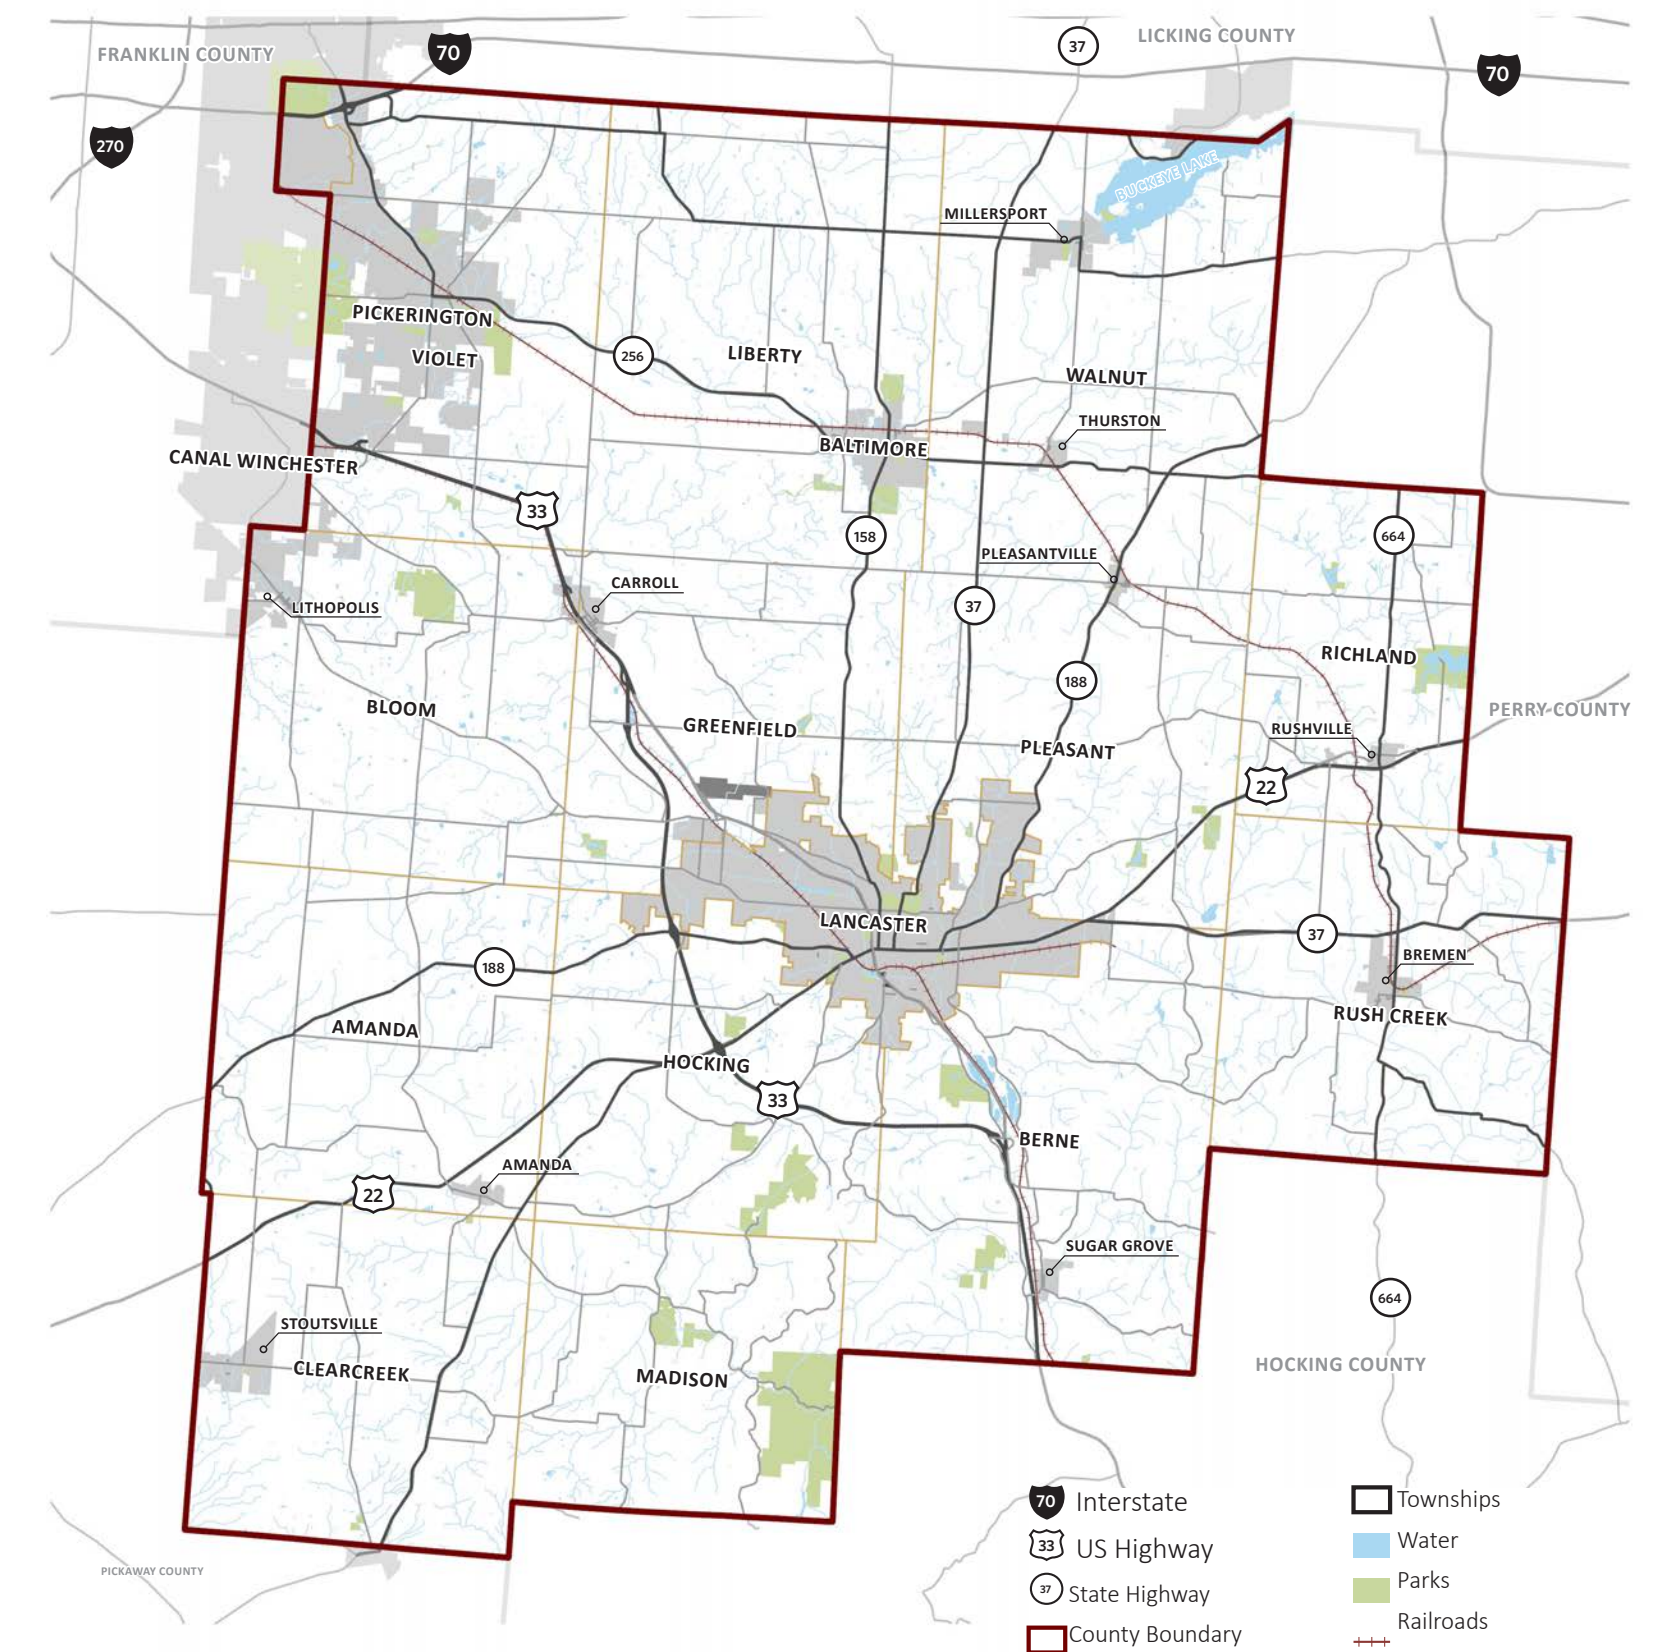 FRANKLIN COUNTY
70
37
LICKING COUNTY
70
270
BUCKEYE LAKE
MILLERSPORT
PICKERINGTON
VIOLET
256
LIBERTY
WALNUT
THURSTON
BALTIMORE
CANAL WINCHESTER
33
158
664
PLEASANTVILLE
CARROLL
LITHOPOLIS
37
RICHLAND
188
BLOOM
GREENFIELD
PERRY COUNTY
RUSHVILLE
PLEASANT
22
LANCASTER
37
188
BREMEN
AMANDA
RUSH CREEK
HOCKING
33
BERNE
AMANDA
22
SUGAR GROVE
664
STOUTSVILLE
CLEARCREEK
MADISON
HOCKING COUNTY
PICKAWAY COUNTY
70 Interstate
33 US Highway
37 State Highway
County Boundary
Townships
Water
Parks
Railroads